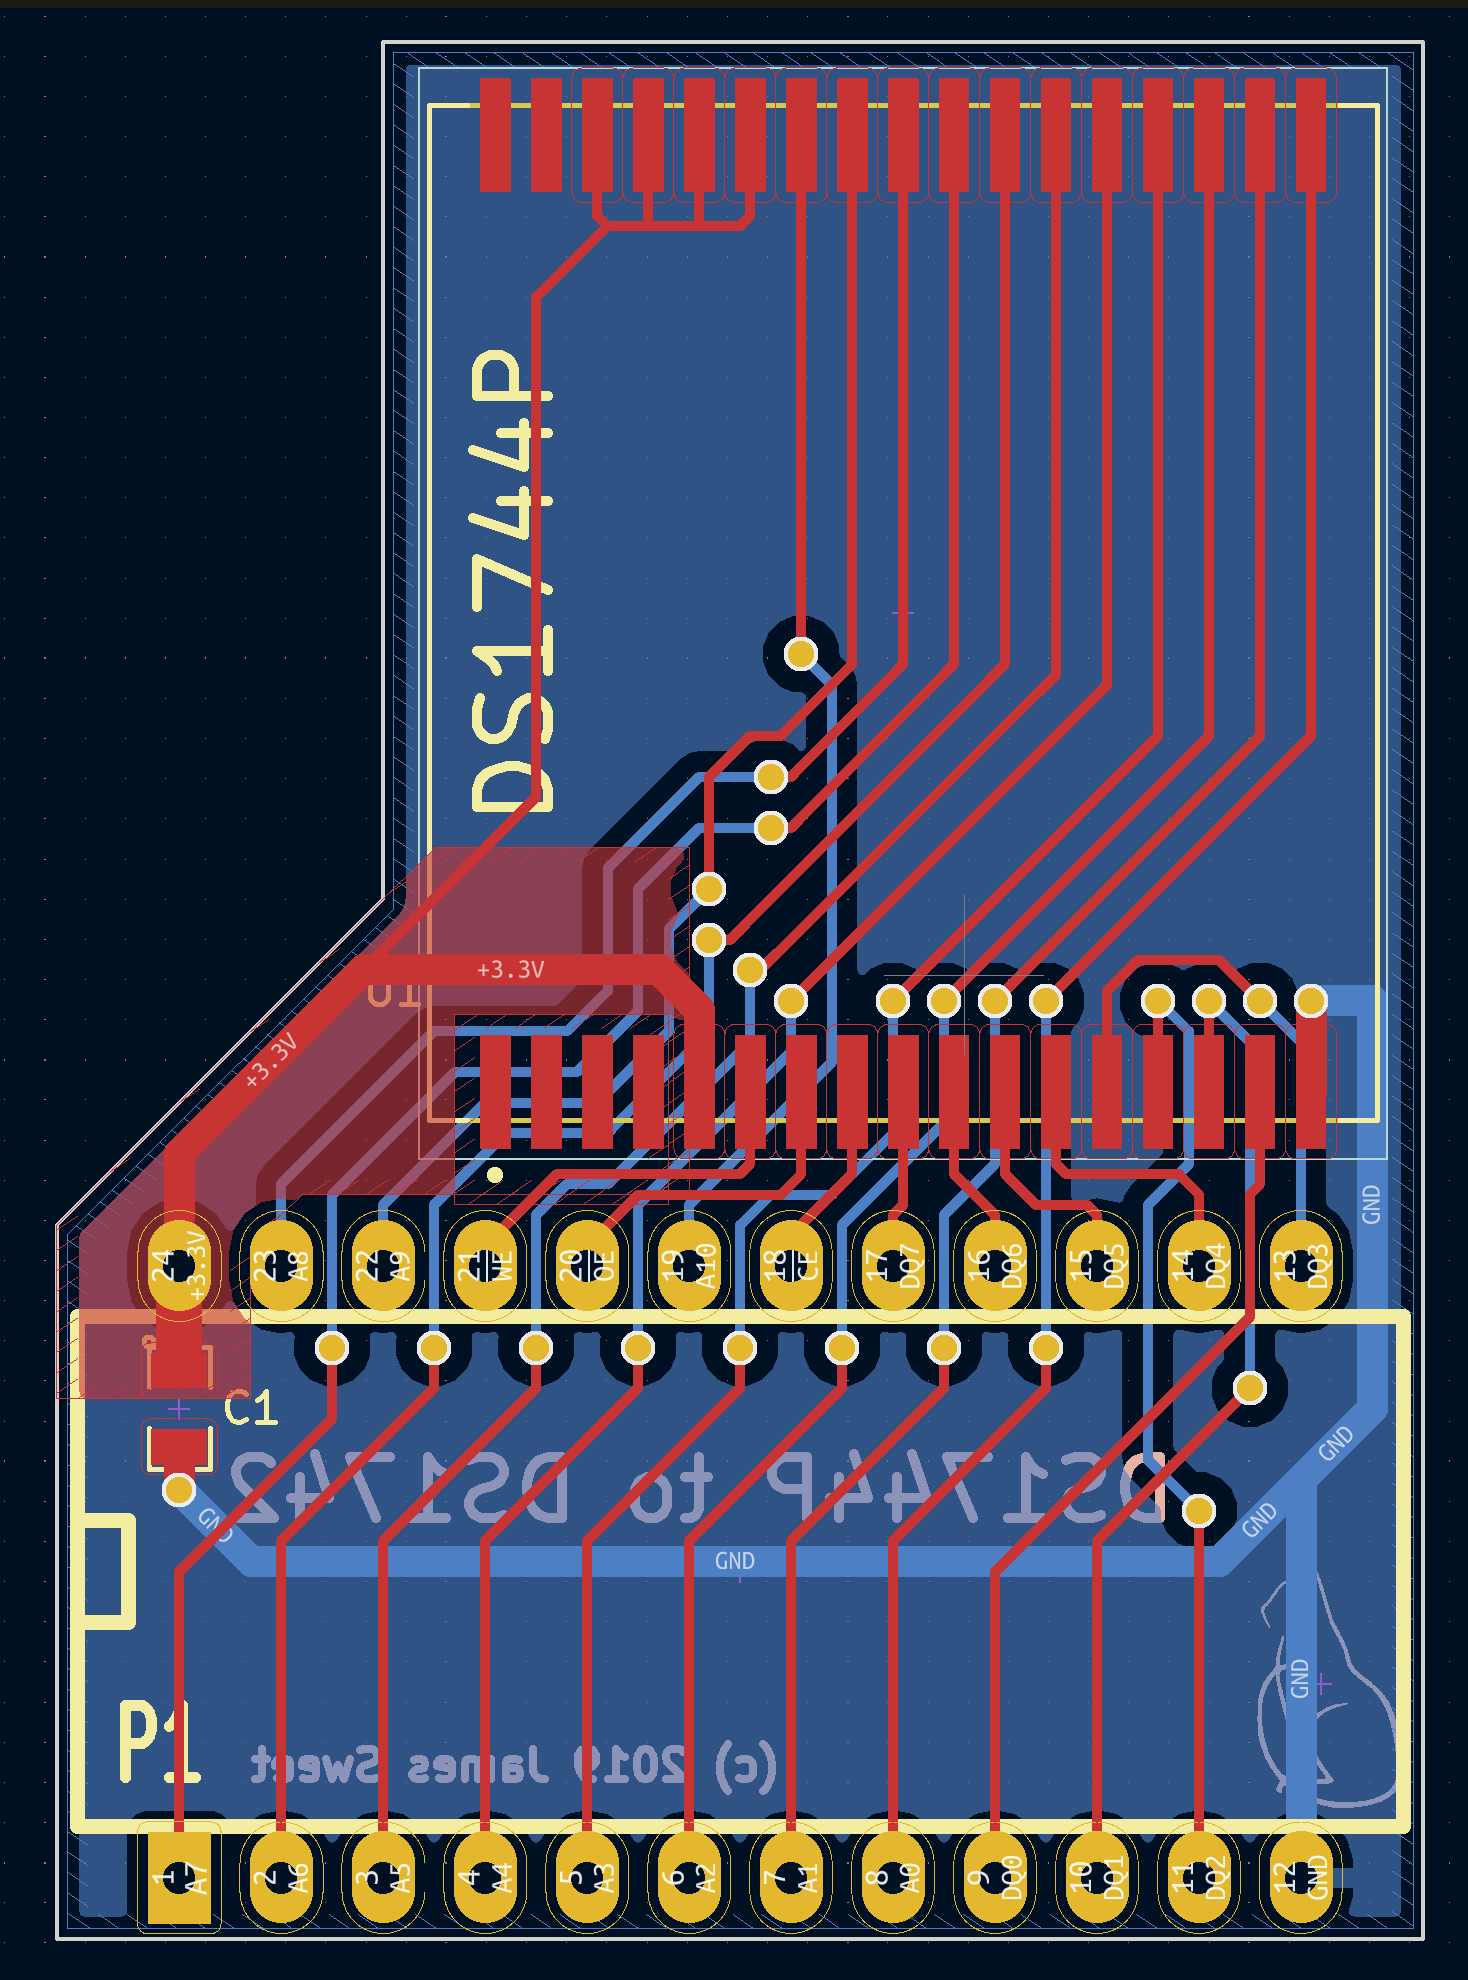 DS1744P
+3.3V
U1
+3.3V
24 +3.3V
23 A8
22 A9
21 WE
20 OE
19 A10
18 CE
17 DQ7
16 DQ6
15 DQ5
14 DQ4
13 DQ3
GND
C1
DS1744P to DS1742
GND
GND
GND
GND
GND
P1
(c) 2019 James Sweet
1 A7
2 A6
3 A5
4 A4
5 A3
6 A2
7 A1
8 A0
9 DQ0
10 DQ1
11 DQ2
12 GND